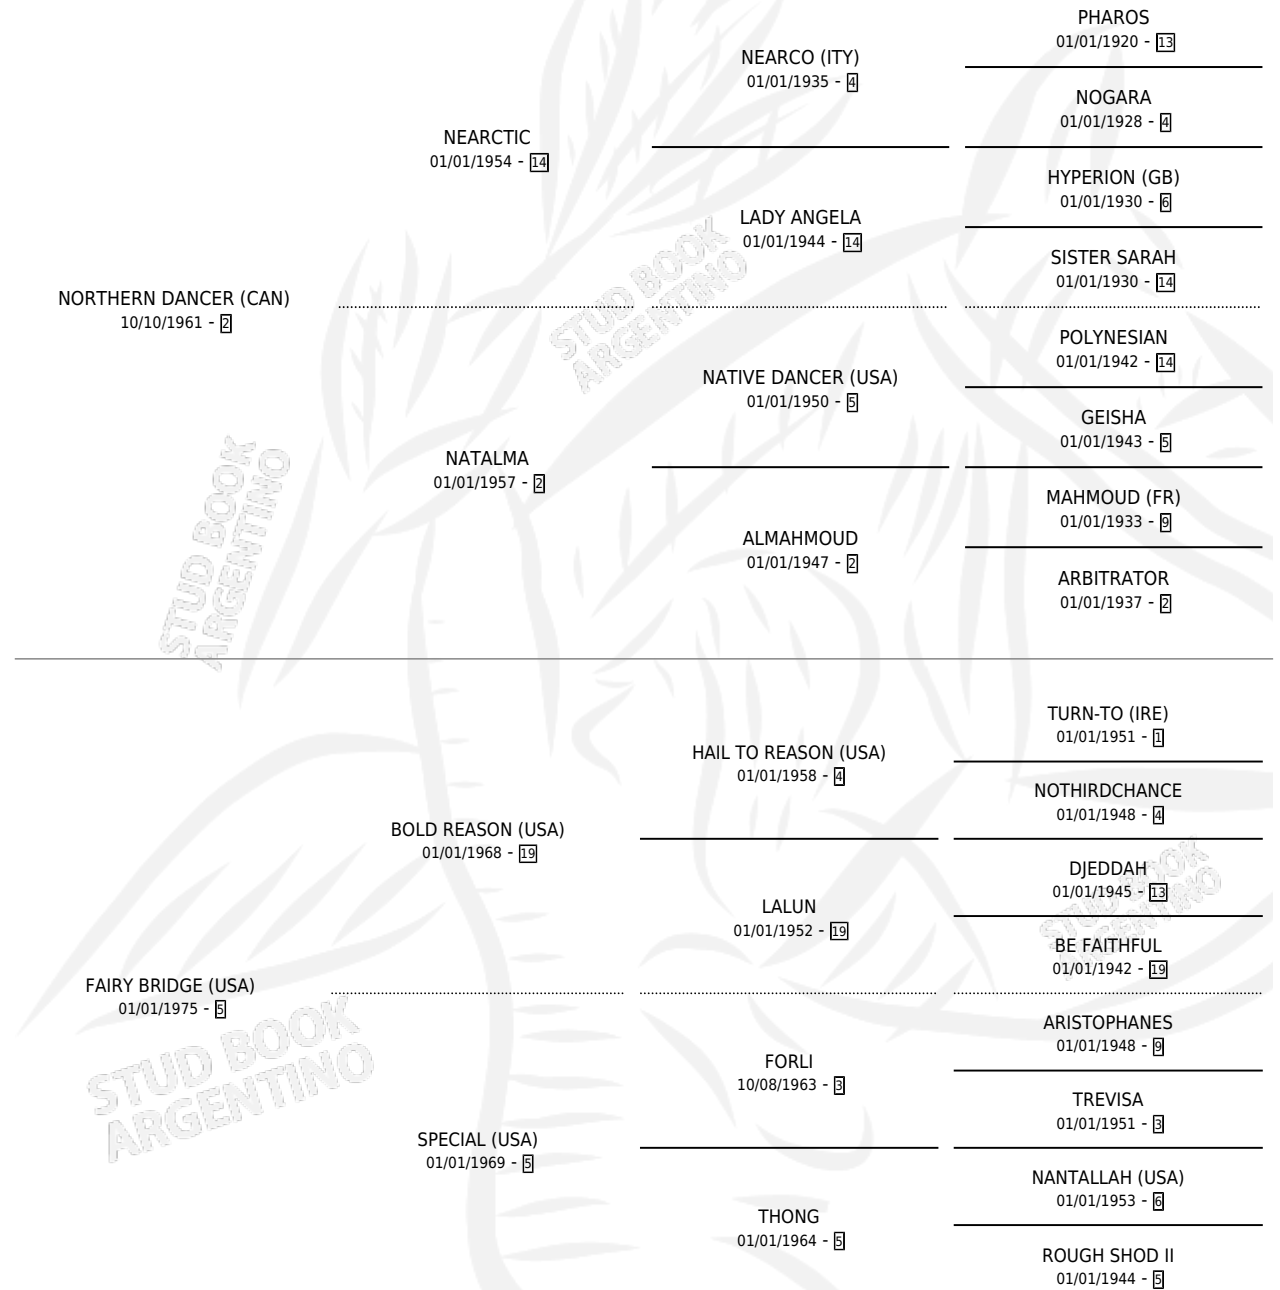 PHAROS
01/01/1920 - 13
NEARCO (ITY)
01/01/1935 - 4
NOGARA
01/01/1928 - 4
NEARCTIC
01/01/1954 - 14
HYPERION (GB)
01/01/1930 - 6
LADY ANGELA
01/01/1944 - 14
SISTER SARAH
01/01/1930 - 14
NORTHERN DANCER (CAN)
10/10/1961 - 2
POLYNESIAN
01/01/1942 - 14
NATIVE DANCER (USA)
01/01/1950 - 5
GEISHA
01/01/1943 - 5
NATALMA
01/01/1957 - 2
MAHMOUD (FR)
01/01/1933 - 9
ALMAHMOUD
01/01/1947 - 2
ARBITRATOR
01/01/1937 - 2
TURN-TO (IRE)
01/01/1951 - 1
HAIL TO REASON (USA)
01/01/1958 - 4
NOTHIRDCHANCE
01/01/1948 - 4
BOLD REASON (USA)
01/01/1968 - 19
DJEDDAH
01/01/1945 - 13
LALUN
01/01/1952 - 19
BE FAITHFUL
01/01/1942 - 19
FAIRY BRIDGE (USA)
01/01/1975 - 5
ARISTOPHANES
01/01/1948 - 9
FORLI
10/08/1963 - 3
TREVISA
01/01/1951 - 3
SPECIAL (USA)
01/01/1969 - 5
NANTALLAH (USA)
01/01/1953 - 6
THONG
01/01/1964 - 5
ROUGH SHOD II
01/01/1944 - 5
STUD BOOK
ARGENTINO
STUD BOOK
ARGENTINO
STUD BOOK
ARGENTINO
STUD BOOK
ARGENTINO